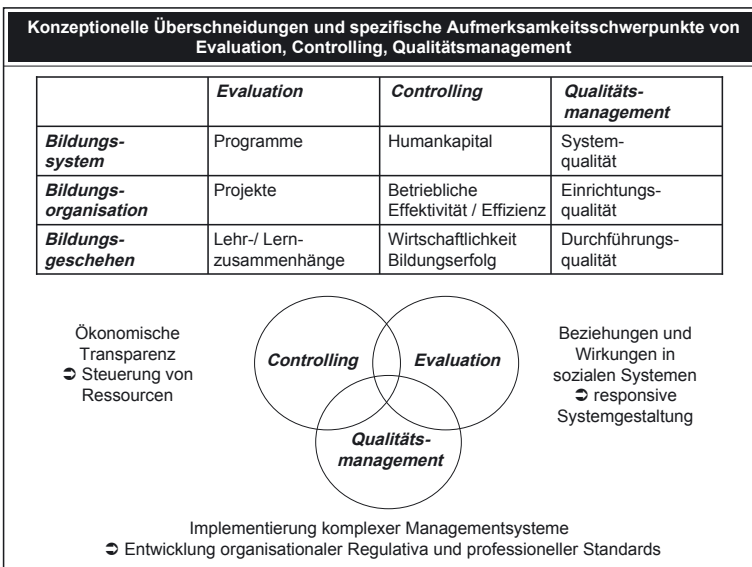 Konzeptionelle Überschneidungen und spezifische Aufmerksamkeitsschwerpunkte von
Evaluation, Controlling, Qualitätsmanagement
Evaluation Controlling Qualitäts-
management
Bildungs-
system
Programme
Humankapital
System-
qualität
Bildungs-
organisation
Projekte
Betriebliche
Effektivität / Effizienz
Einrichtungs-
qualität
Bildungs-
geschehen
Lehr-/ Lern-
zusammenhänge
Wirtschaftlichkeit
Bildungserfolg
Durchführungs-
qualität
Ökonomische
Transparenz
➲ Steuerung von
Ressourcen
Controlling
Evaluation
Qualitäts-
management
Beziehungen und
Wirkungen in
sozialen Systemen
➲ responsive
Systemgestaltung
Implementierung komplexer Managementsysteme
➲ Entwicklung organisationaler Regulativa und professioneller Standards